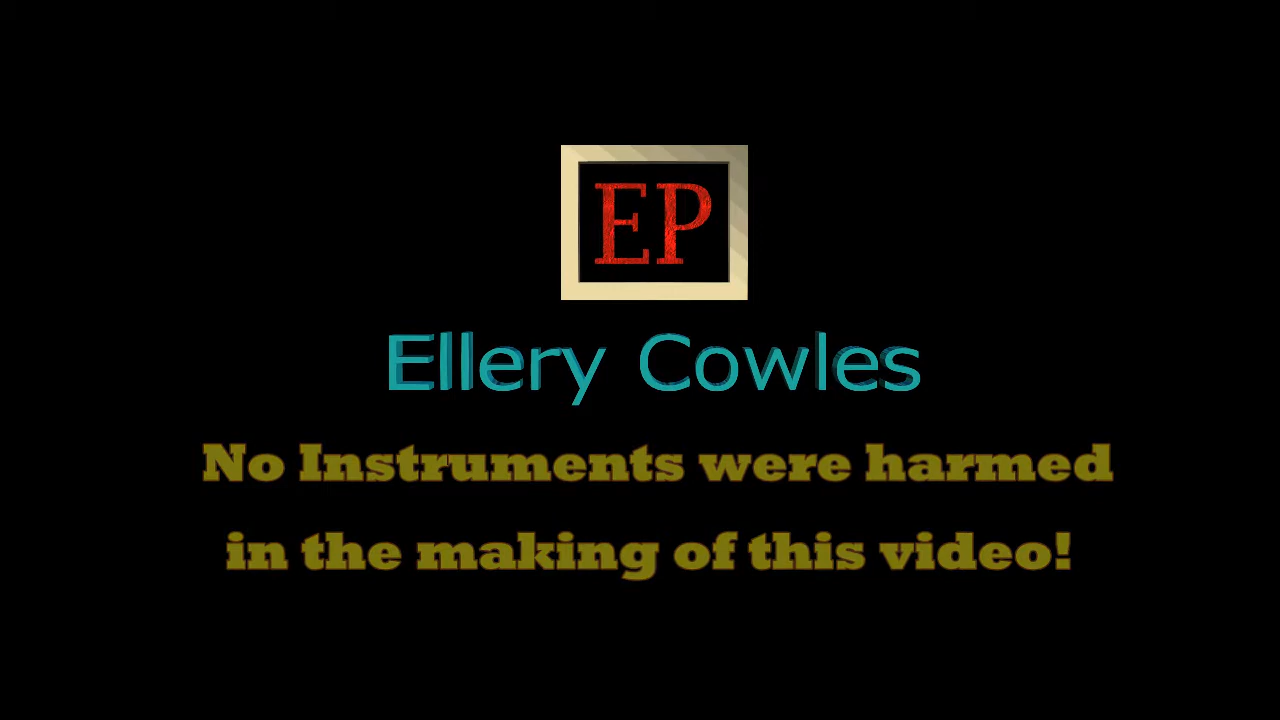 EP
Ellery Cowles
No Instruments were harmed
in the making of this video!